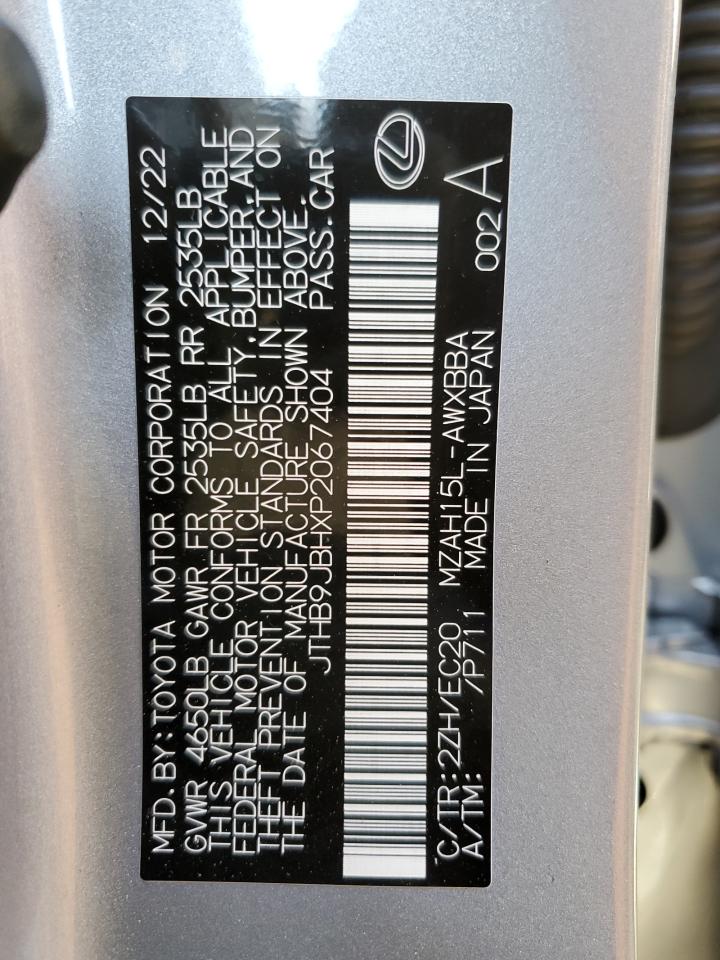 MFD. BY: TOYOTA MOTOR CORPORATION 12/22
GVWR 4650LB GAWR FR 2535LB RR 2535LB
THIS VEHICLE CONFORMS TO ALL APPLICABLE
FEDERAL MOTOR VEHICLE SAFETY, BUMPER, AND
THEFT PREVENTION STANDARDS IN EFFECT ON
THE DATE OF MANUFACTURE SHOWN ABOVE.
JTHB9JBHXP2067404 PASS. CAR
C/TR: 2ZH/EC20 MZAH15L-AWXBBA
A/TM: /P711 MADE IN JAPAN 002 A